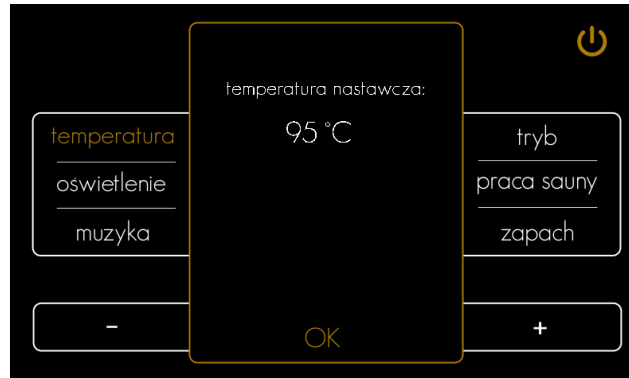 temperatura
oświetlenie
muzyka
temperatura nastawcza:
95 °C
tryb
praca sauny
zapach
-
OK
+